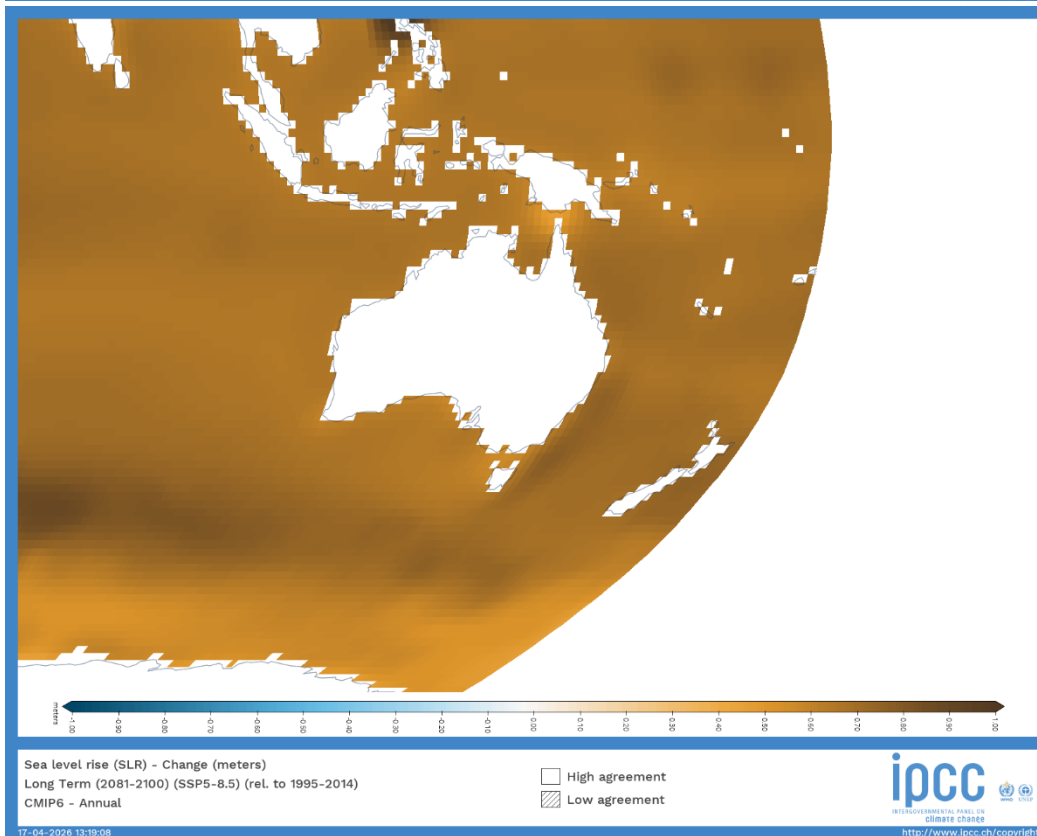 meters
-1.00 -0.90 -0.80 -0.70 -0.60 -0.50 -0.40 -0.30 -0.20 -0.10 0.00 0.10 0.20 0.30 0.40 0.50 0.60 0.70 0.80 0.90 1.00
Sea level rise (SLR) - Change (meters)
Long Term (2081-2100) (SSP5-8.5) (rel. to 1995-2014)
CMIP6 - Annual
High agreement
Low agreement
ipcc
INTERGOVERNMENTAL PANEL ON
climate change
WMO
UNEP
17-04-2026 13:19:08
http://www.ipcc.ch/copyright